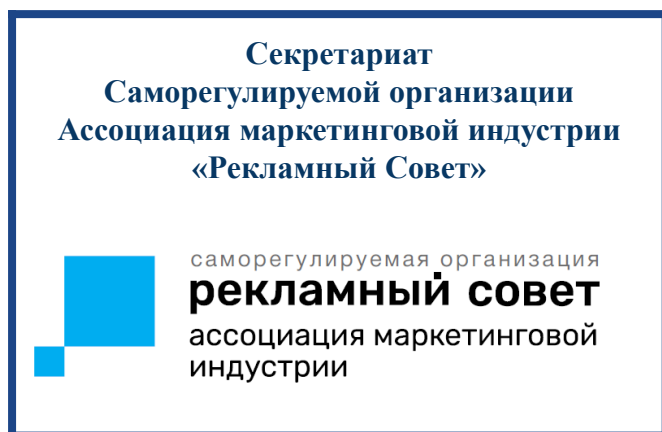 Секретариат
Саморегулируемой организации
Ассоциация маркетинговой индустрии
«Рекламный Совет»
саморегулируемая организация
рекламный совет
ассоциация маркетинговой
индустрии